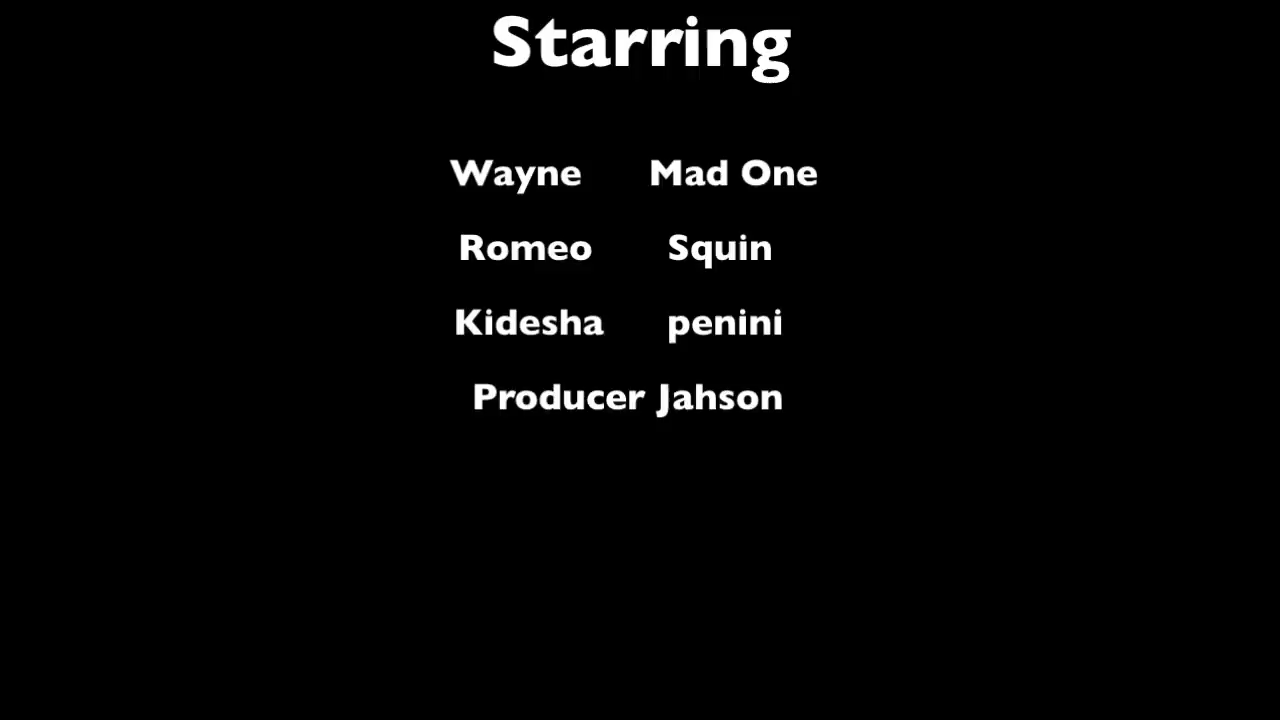 Starring
Wayne Mad One
Romeo Squin
Kidesha penini
Producer Jahson